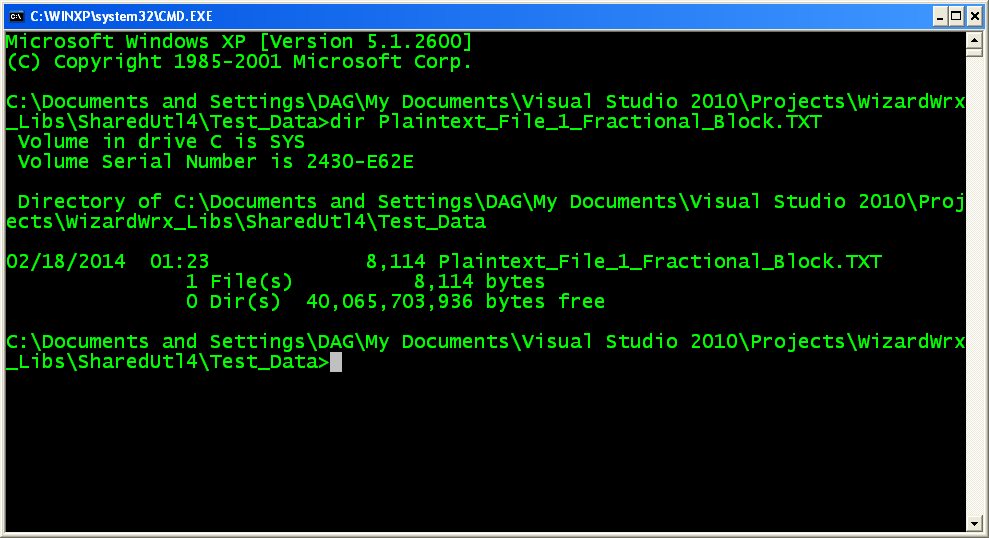 C:\WINXP\system32\CMD.EXE
Microsoft Windows XP [Version 5.1.2600]
(C) Copyright 1985-2001 Microsoft Corp.
C:\Documents and Settings\DAG\My Documents\Visual Studio 2010\Projects\WizardWrx
_Libs\SharedUtl4\Test_Data>dir Plaintext_File_1_Fractional_Block.TXT
 Volume in drive C is SYS
 Volume Serial Number is 2430-E62E
 Directory of C:\Documents and Settings\DAG\My Documents\Visual Studio 2010\Proj
ects\WizardWrx_Libs\SharedUtl4\Test_Data
02/18/2014  01:23             8,114 Plaintext_File_1_Fractional_Block.TXT
               1 File(s)          8,114 bytes
               0 Dir(s)  40,065,703,936 bytes free
C:\Documents and Settings\DAG\My Documents\Visual Studio 2010\Projects\WizardWrx
_Libs\SharedUtl4\Test_Data>